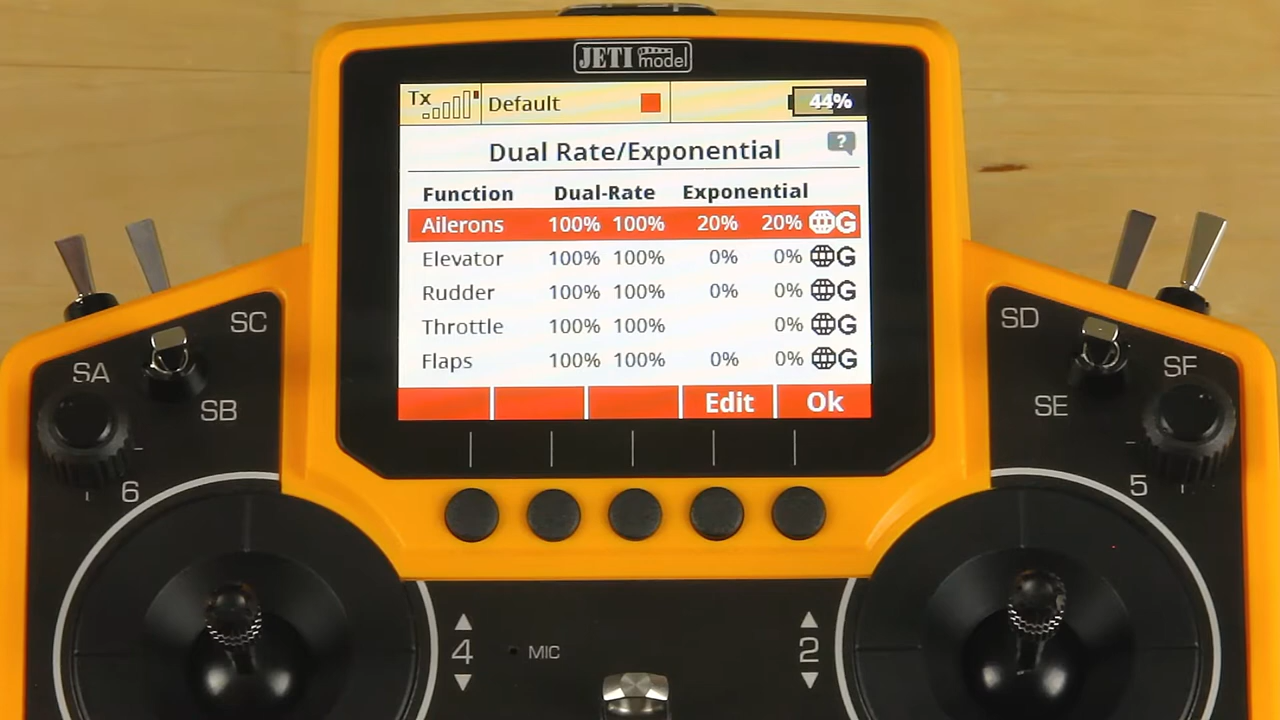 JETI model
Tx Default 44%
Dual Rate/Exponential ?
Function Dual-Rate Exponential
Ailerons 100% 100% 20% 20% G
Elevator 100% 100% 0% 0% G
Rudder 100% 100% 0% 0% G
Throttle 100% 100% 0% G
Flaps 100% 100% 0% 0% G
Edit Ok
SC
SA
SB
6
SD
SF
SE
5
4
MIC
2